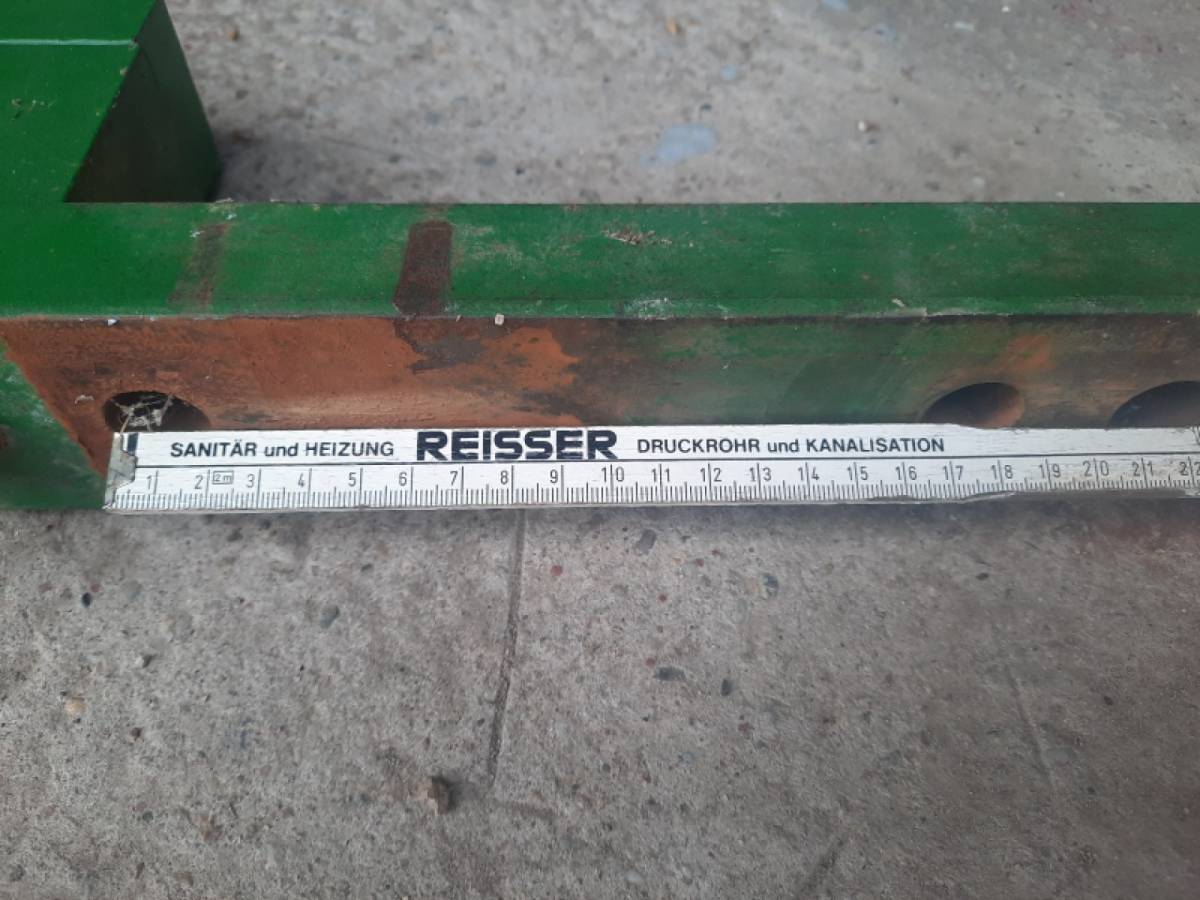 SANITÄR und HEIZUNG REISSER DRUCKROHR und KANALISATION
1 2 2m 3 4 5 6 7 8 9 10 11 12 13 14 15 16 17 18 19 20 21